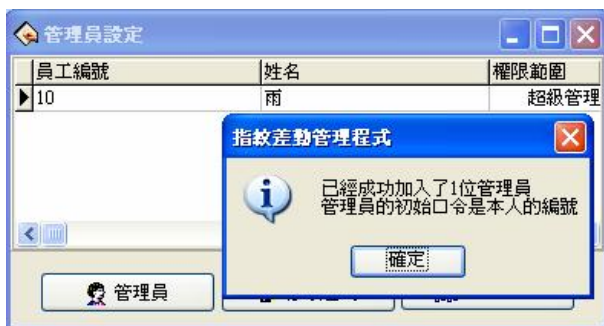 管理員設定
員工編號 姓名 權限範圍
10 雨 超級管理
指紋差勤管理程式
已經成功加入了1位管理員
管理員的初始口令是本人的編號
確定
管理員